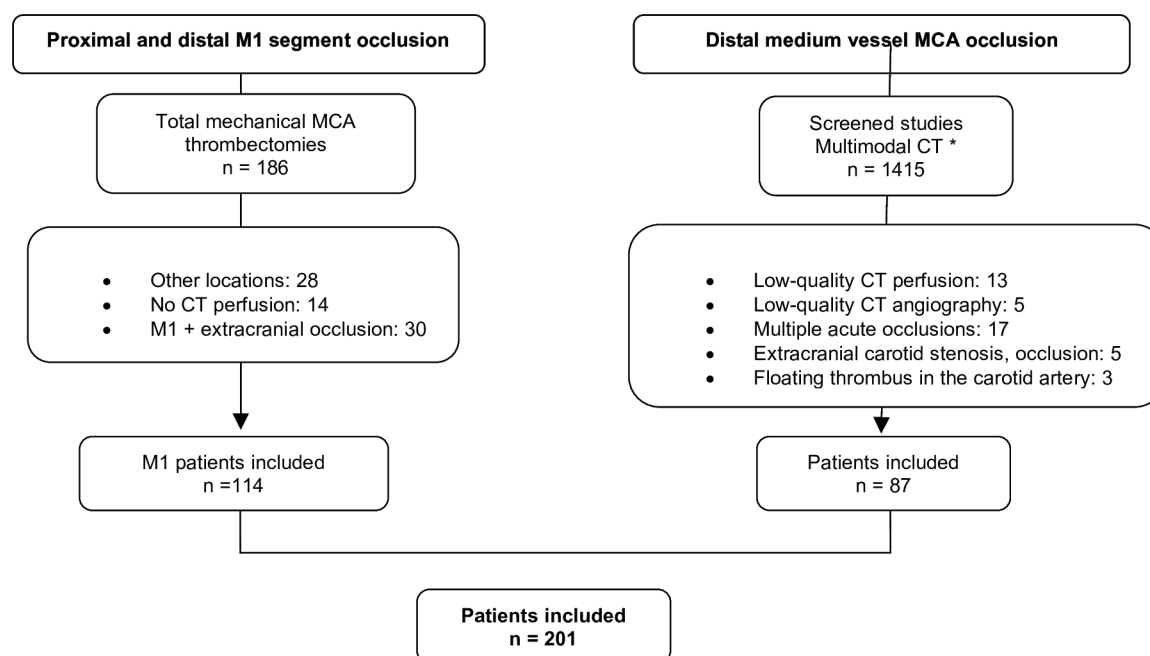 Proximal and distal M1 segment occlusion
Total mechanical MCA
thrombectomies
n = 186
• Other locations: 28
• No CT perfusion: 14
• M1 + extracranial occlusion: 30
M1 patients included
n =114
Distal medium vessel MCA occlusion
Screened studies
Multimodal CT *
n = 1415
• Low-quality CT perfusion: 13
• Low-quality CT angiography: 5
• Multiple acute occlusions: 17
• Extracranial carotid stenosis, occlusion: 5
• Floating thrombus in the carotid artery: 3
Patients included
n = 87
Patients included
n = 201